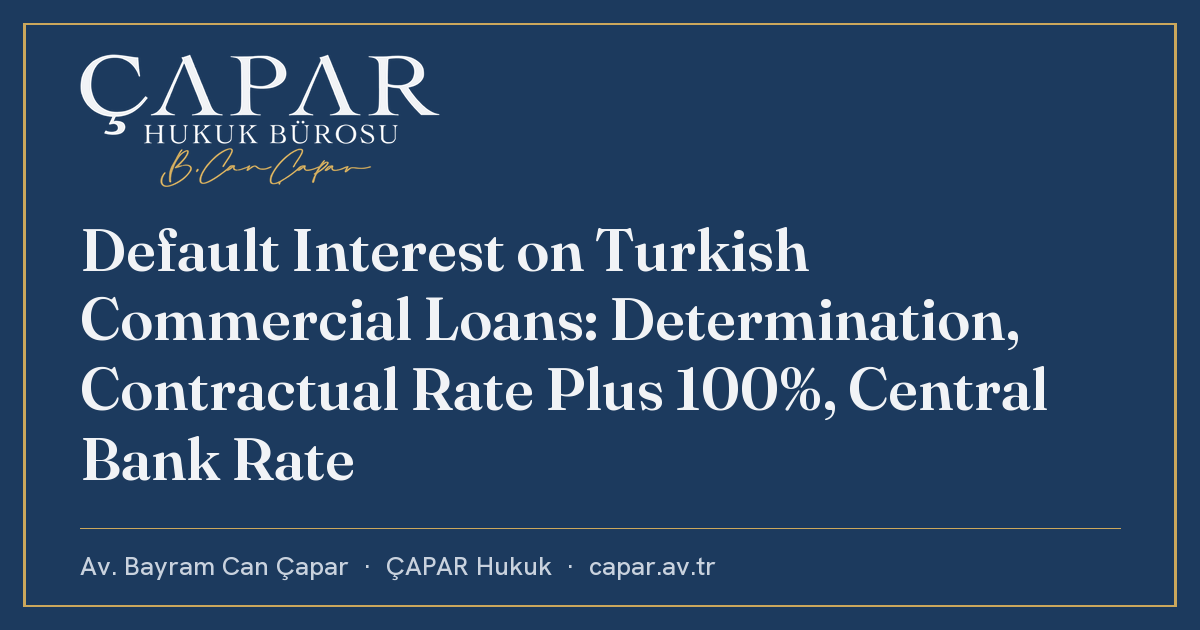 ÇAPAR
HUKUK BÜROSU
B.Can Çapar
Default Interest on Turkish
Commercial Loans: Determination,
Contractual Rate Plus 100%, Central
Bank Rate
Av. Bayram Can Çapar · ÇAPAR Hukuk · capar.av.tr